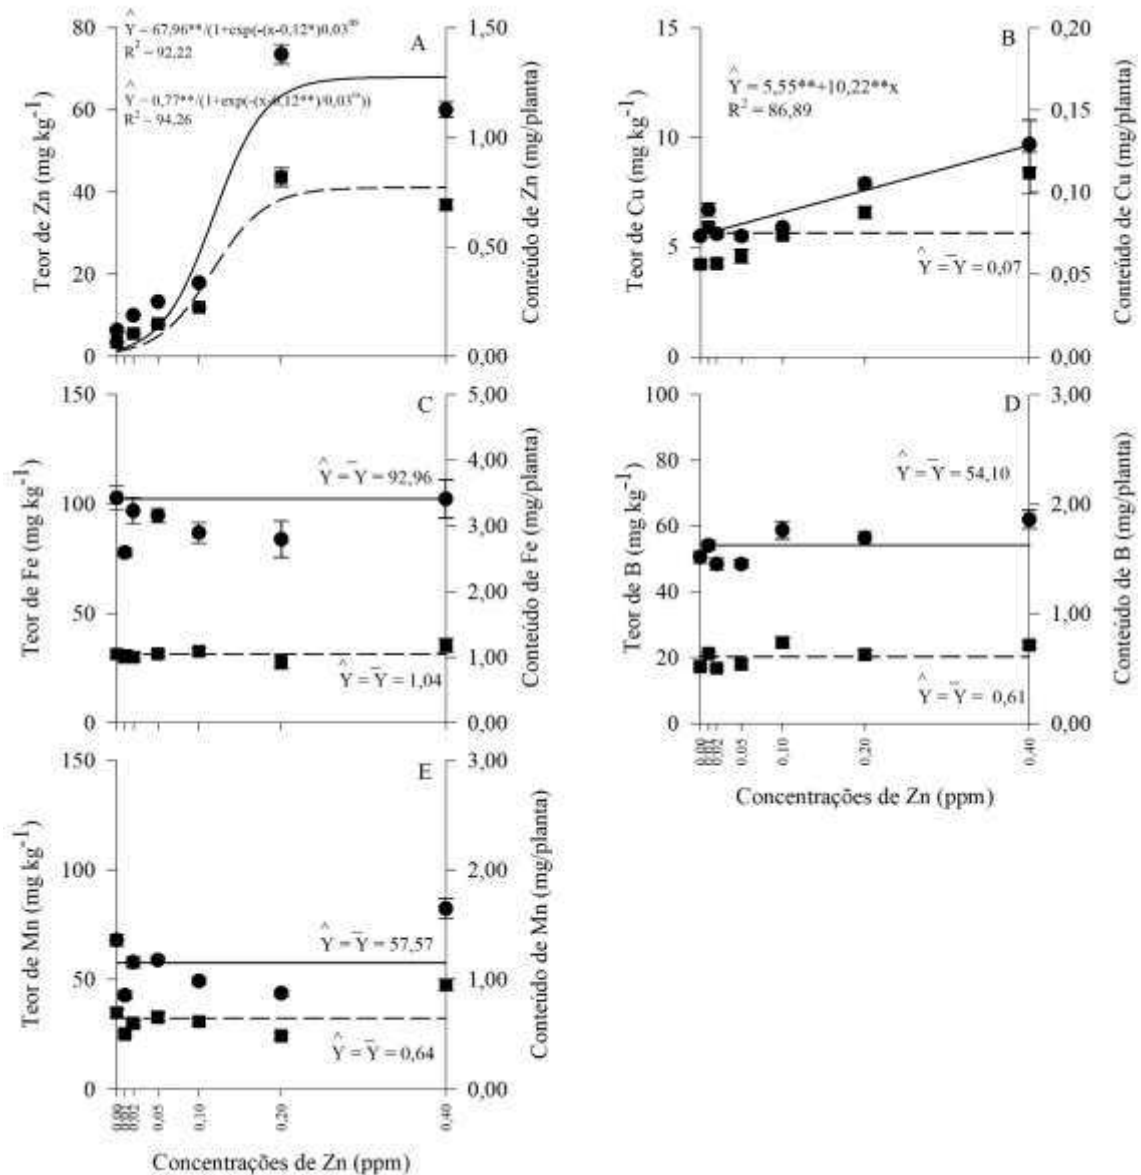 Ŷ = 67,96**/(1+exp(-(x-0,12*)0,03ⁿˢ
R² = 92,22
Ŷ = 0,77**/(1+exp(-(x-0,12**)/0,03ⁿˢ))
R² = 94,26
A
80
60
40
20
0
Teor de Zn (mg kg⁻¹)
1,50
1,00
0,50
0,00
Conteúdo de Zn (mg/planta)
B
Ŷ = 5,55**+10,22**x
R² = 86,89
Ŷ = Y̅ = 0,07
15
10
5
0
Teor de Cu (mg kg⁻¹)
0,20
0,15
0,10
0,05
0,00
Conteúdo de Cu (mg/planta)
C
Ŷ = Y̅ = 92,96
Ŷ = Y̅ = 1,04
150
100
50
0
Teor de Fe (mg kg⁻¹)
5,00
4,00
3,00
2,00
1,00
0,00
Conteúdo de Fe (mg/planta)
D
Ŷ = Y̅ = 54,10
Ŷ = Y̅ = 0,61
100
80
60
40
20
0
Teor de B (mg kg⁻¹)
3,00
2,00
1,00
0,00
Conteúdo de B (mg/planta)
0,05
0,10
0,20
0,40
Concentrações de Zn (ppm)
E
Ŷ = Y̅ = 57,57
Ŷ = Y̅ = 0,64
150
100
50
0
Teor de Mn (mg kg⁻¹)
3,00
2,00
1,00
0,00
Conteúdo de Mn (mg/planta)
0,05
0,10
0,20
0,40
Concentrações de Zn (ppm)